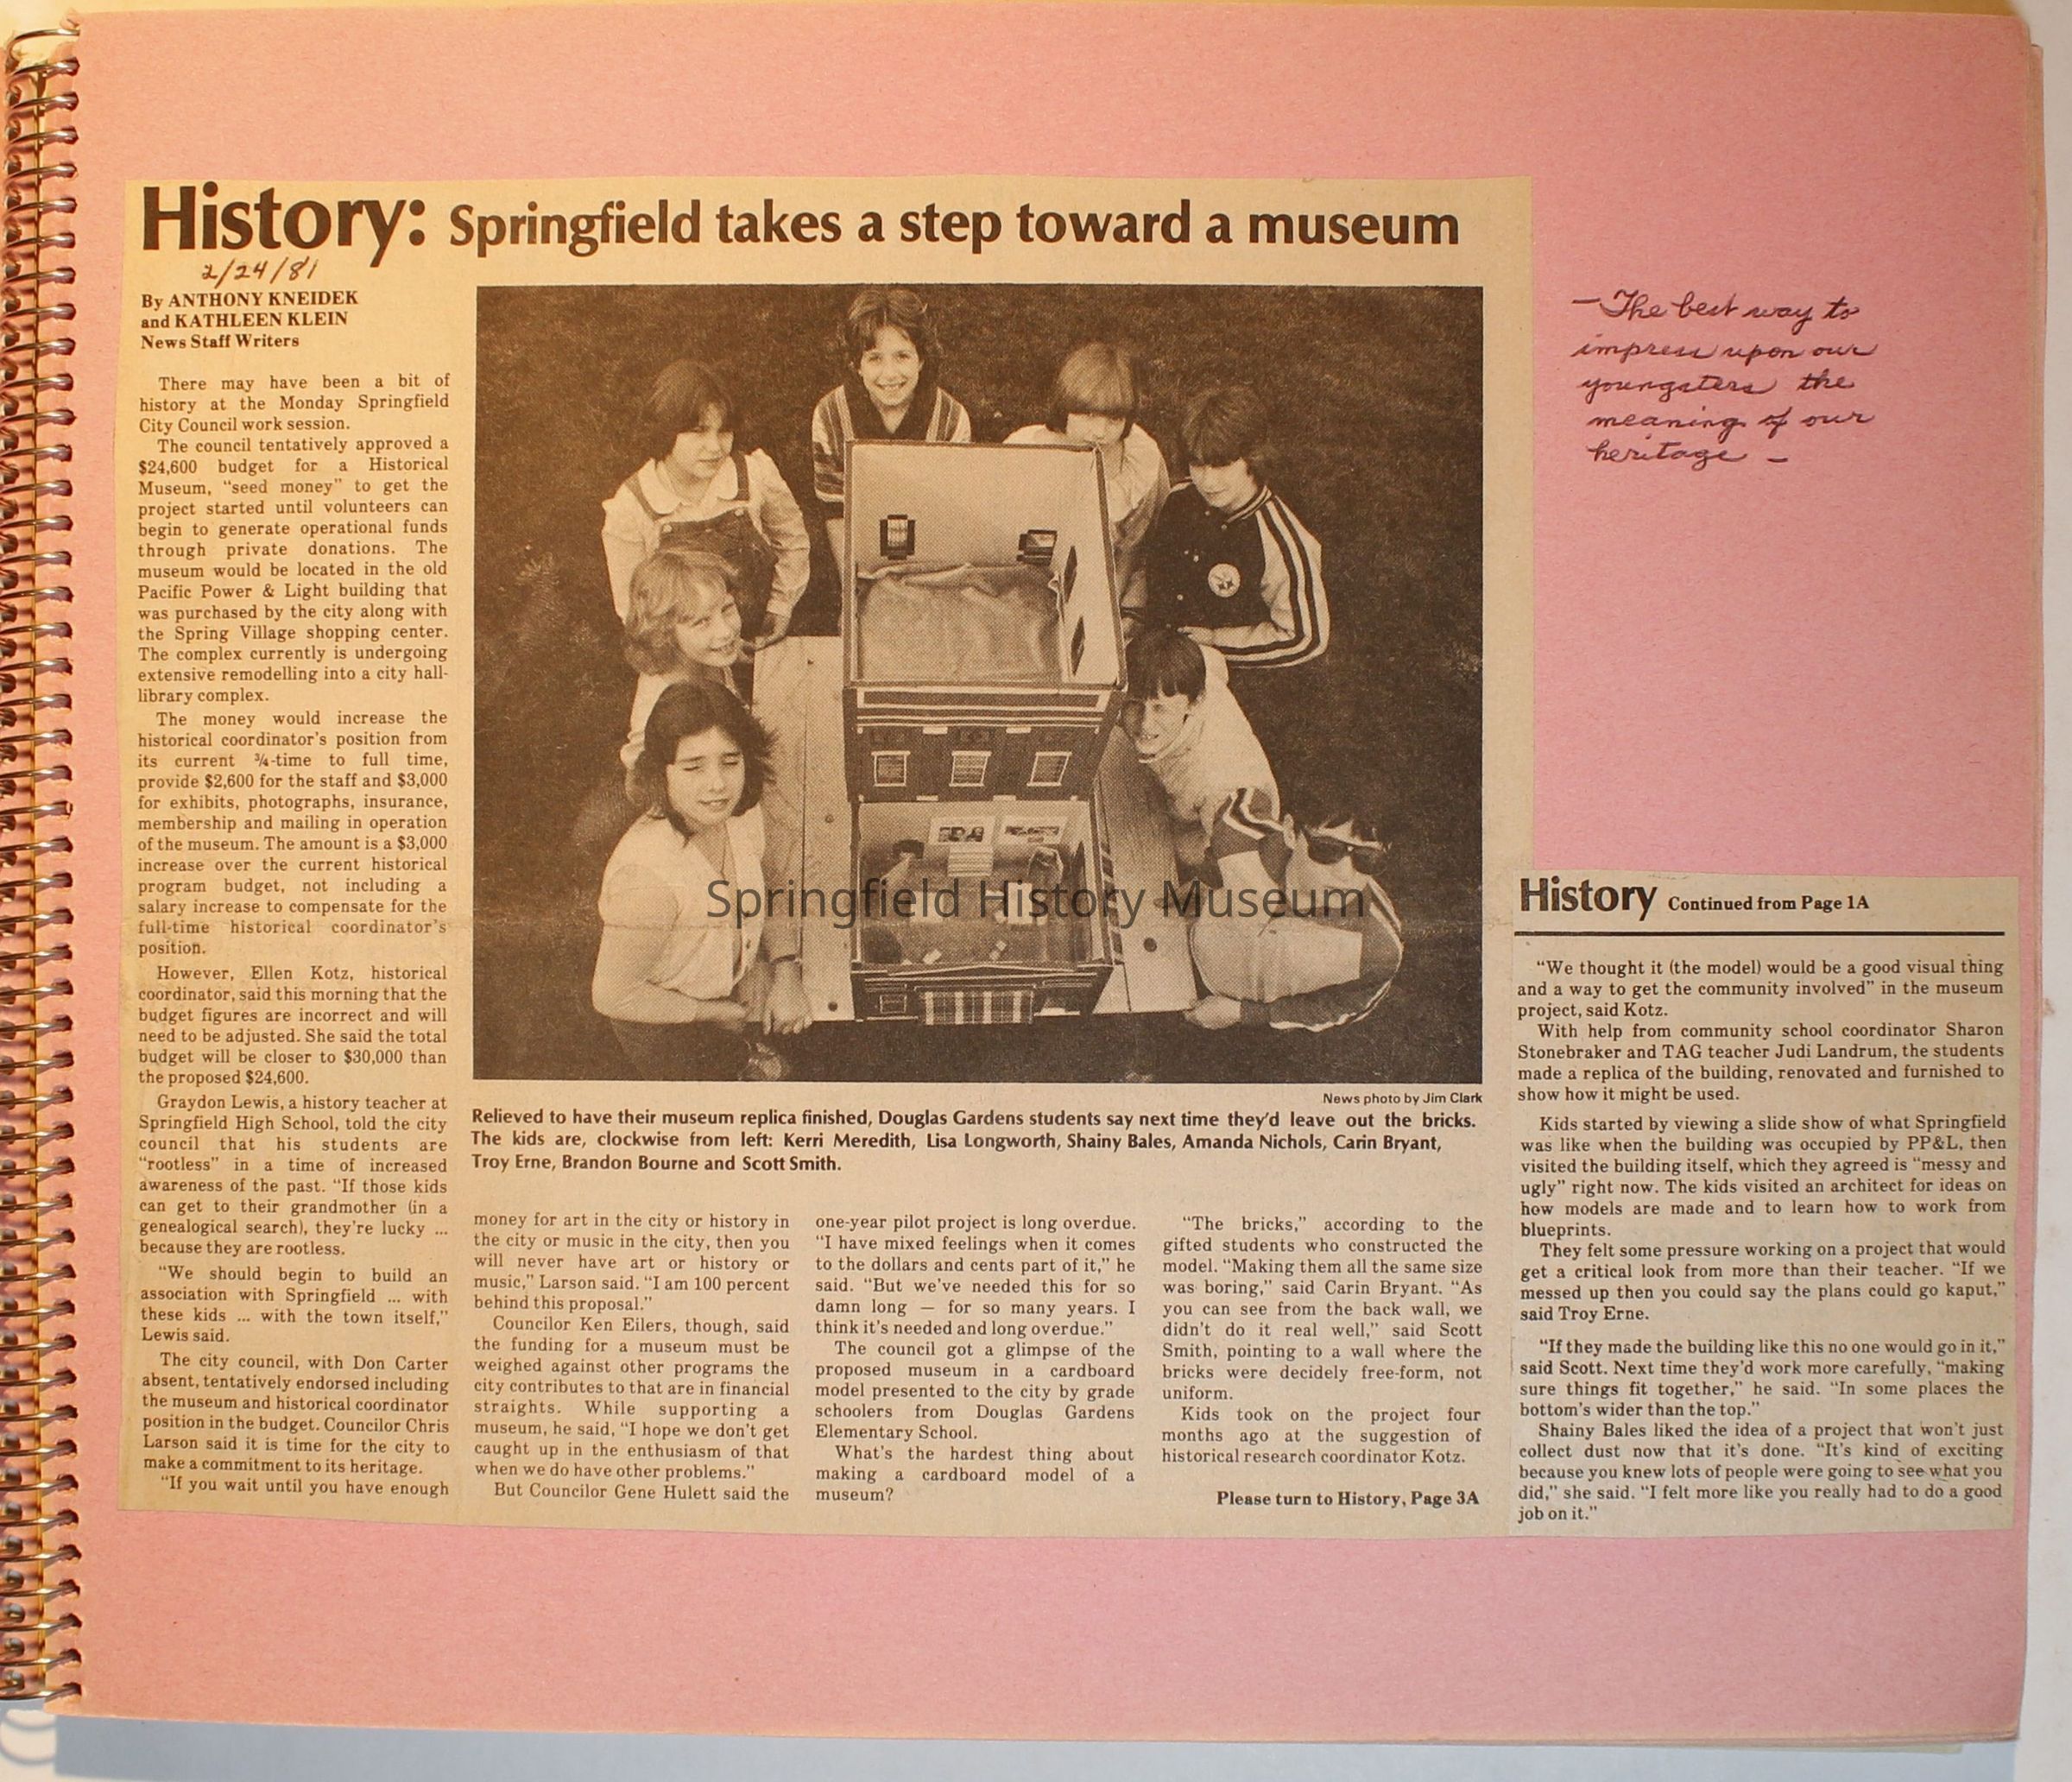 History: Springfield takes a step toward a museum
2/24/81
By ANTHONY KNEIDEK
and KATHLEEN KLEIN
News Staff Writers
There may have been a bit of
history at the Monday Springfield
City Council work session.
The council tentatively approved a
$24,600 budget for a Historical
Museum, “seed money” to get the
project started until volunteers can
begin to generate operational funds
through private donations. The
museum would be located in the old
Pacific Power & Light building that
was purchased by the city along with
the Spring Village shopping center.
The complex currently is undergoing
extensive remodelling into a city hall-
library complex.
The money would increase the
historical coordinator's position from
its current ¾-time to full time,
provide $2,600 for the staff and $3,000
for exhibits, photographs, insurance,
membership and mailing in operation
of the museum. The amount is a $3,000
increase over the current historical
program budget, not including a
salary increase to compensate for the
full-time historical coordinator's
position.
However, Ellen Kotz, historical
coordinator, said this morning that the
budget figures are incorrect and will
need to be adjusted. She said the total
budget will be closer to $30,000 than
the proposed $24,600.
Graydon Lewis, a history teacher at
Springfield High School, told the city
council that his students are
“rootless” in a time of increased
awareness of the past. “If those kids
can get to their grandmother (in a
genealogical search), they're lucky ...
because they are rootless.
“We should begin to build an
association with Springfield ... with
these kids ... with the town itself,”
Lewis said.
The city council, with Don Carter
absent, tentatively endorsed including
the museum and historical coordinator
position in the budget. Councilor Chris
Larson said it is time for the city to
make a commitment to its heritage.
“If you wait until you have enough
Springfield History Museum
News photo by Jim Clark
Relieved to have their museum replica finished, Douglas Gardens students say next time they'd leave out the bricks.
The kids are, clockwise from left: Kerri Meredith, Lisa Longworth, Shainy Bales, Amanda Nichols, Carin Bryant,
Troy Erne, Brandon Bourne and Scott Smith.
money for art in the city or history in
the city or music in the city, then you
will never have art or history or
music,” Larson said. “I am 100 percent
behind this proposal.”
Councilor Ken Eilers, though, said
the funding for a museum must be
weighed against other programs the
city contributes to that are in financial
straights. While supporting a
museum, he said, “I hope we don't get
caught up in the enthusiasm of that
when we do have other problems.”
But Councilor Gene Hulett said the
one-year pilot project is long overdue.
“I have mixed feelings when it comes
to the dollars and cents part of it,” he
said. “But we've needed this for so
damn long — for so many years. I
think it's needed and long overdue.”
The council got a glimpse of the
proposed museum in a cardboard
model presented to the city by grade
schoolers from Douglas Gardens
Elementary School.
What's the hardest thing about
making a cardboard model of a
museum?
“The bricks,” according to the
gifted students who constructed the
model. “Making them all the same size
was boring,” said Carin Bryant. “As
you can see from the back wall, we
didn't do it real well,” said Scott
Smith, pointing to a wall where the
bricks were decidely free-form, not
uniform.
Kids took on the project four
months ago at the suggestion of
historical research coordinator Kotz.
Please turn to History, Page 3A
— The best way to
impress upon our
youngsters the
meaning of our
heritage —
History Continued from Page 1A
“We thought it (the model) would be a good visual thing
and a way to get the community involved” in the museum
project, said Kotz.
With help from community school coordinator Sharon
Stonebraker and TAG teacher Judi Landrum, the students
made a replica of the building, renovated and furnished to
show how it might be used.
Kids started by viewing a slide show of what Springfield
was like when the building was occupied by PP&L, then
visited the building itself, which they agreed is “messy and
ugly” right now. The kids visited an architect for ideas on
how models are made and to learn how to work from
blueprints.
They felt some pressure working on a project that would
get a critical look from more than their teacher. “If we
messed up then you could say the plans could go kaput,”
said Troy Erne.
“If they made the building like this no one would go in it,”
said Scott. Next time they'd work more carefully, “making
sure things fit together,” he said. “In some places the
bottom's wider than the top.”
Shainy Bales liked the idea of a project that won't just
collect dust now that it's done. “It's kind of exciting
because you knew lots of people were going to see what you
did,” she said. “I felt more like you really had to do a good
job on it.”